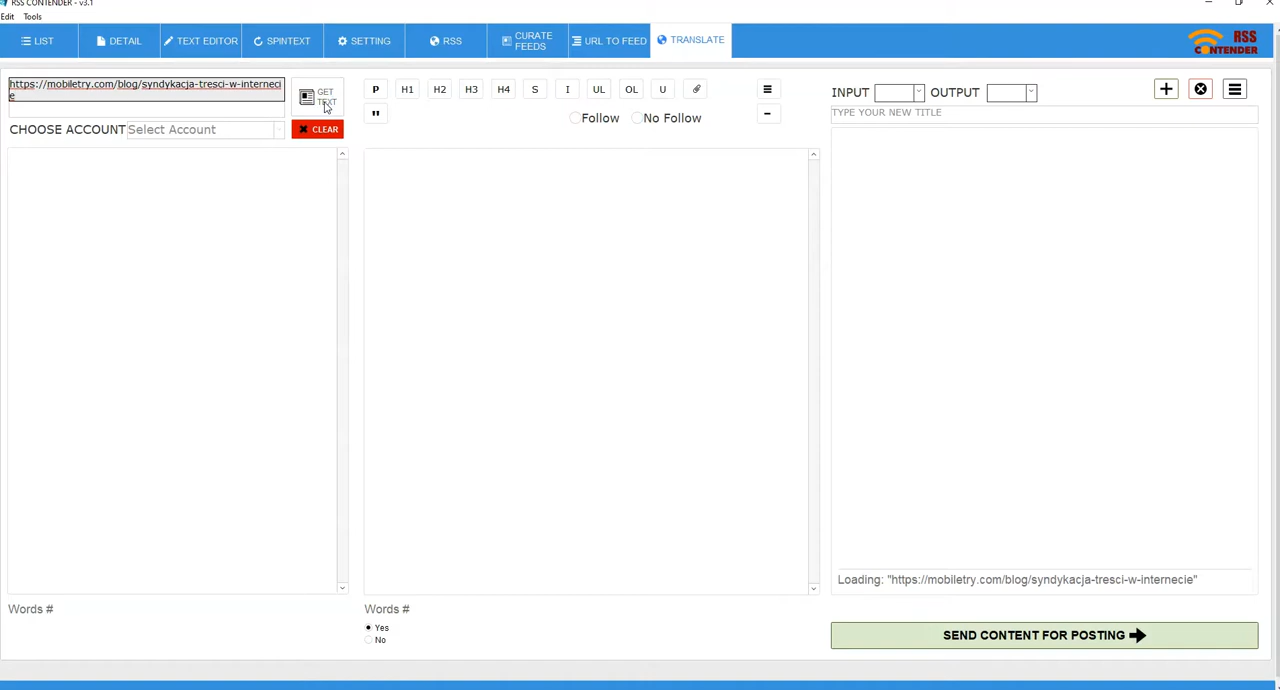 RSS CONTENDER - v3.1
Edit Tools
LIST DETAIL TEXT EDITOR SPINTEXT SETTING RSS CURATE FEEDS URL TO FEED TRANSLATE RSS CONTENDER
https://mobiletry.com/blog/syndykacja-tresci-w-interneci
e
GET
TEXT
P H1 H2 H3 H4 S I UL OL U
"
Follow No Follow
INPUT OUTPUT
TYPE YOUR NEW TITLE
CHOOSE ACCOUNT Select Account
CLEAR
Loading: "https://mobiletry.com/blog/syndykacja-tresci-w-internecie"
Words #
Words #
Yes
No
SEND CONTENT FOR POSTING